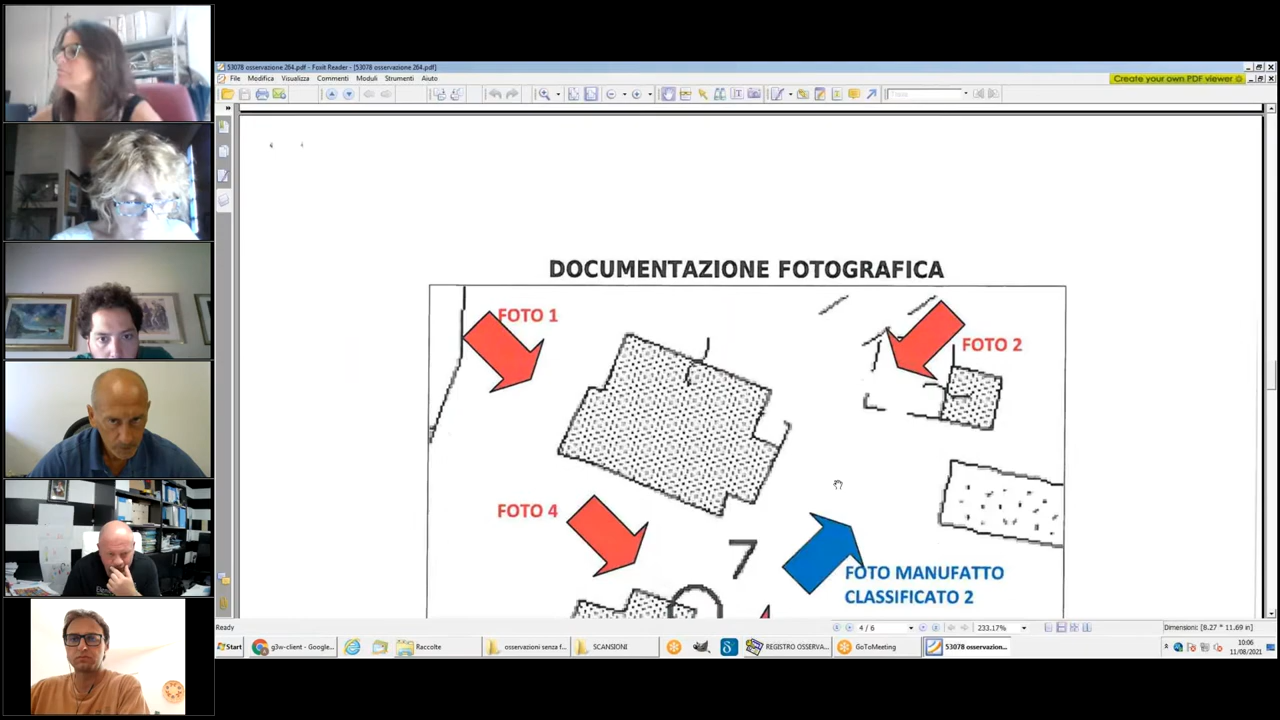 53078 osservazione 264.pdf - Foxit Reader - [53078 osservazione 264.pdf]
File Modifica Visualizza Commenti Moduli Strumenti Aiuto
Create your own PDF viewer
DOCUMENTAZIONE FOTOGRAFICA
FOTO 1
FOTO 2
FOTO 4
7
FOTO MANUFATTO
CLASSIFICATO 2
Ready
4 / 6
233.17%
Dimensioni: [8.27 * 11.69 in]
Start
g3w-client - Google...
Raccolte
osservazioni senza f...
SCANSIONI
REGISTRO OSSERVA...
GoToMeeting
53078 osservazion...
10:06
11/08/2021